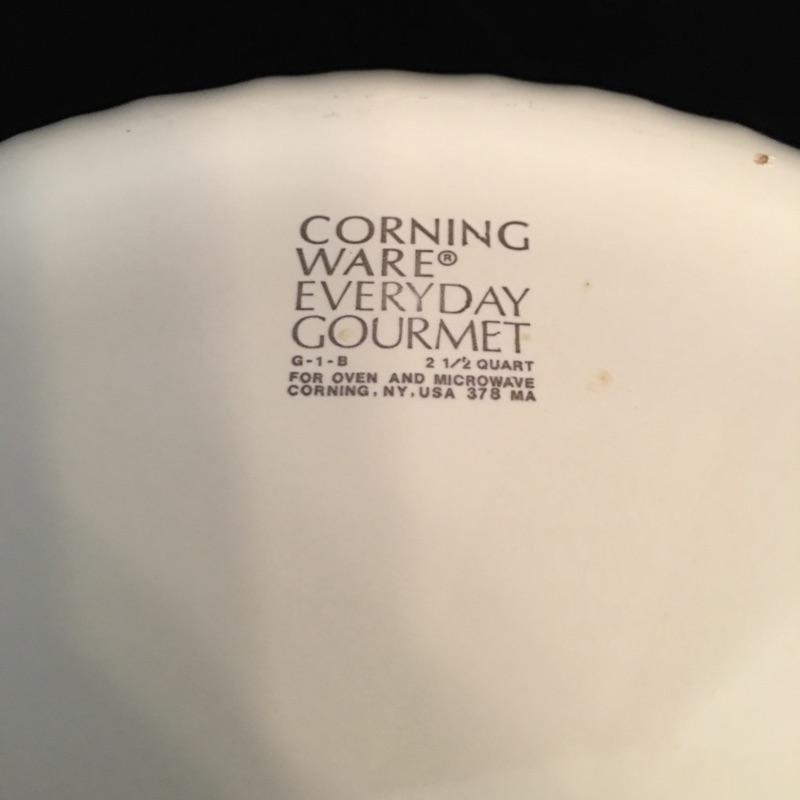 CORNING
WARE®
EVERYDAY
GOURMET
G-1-B 2 1/2 QUART
FOR OVEN AND MICROWAVE
CORNING, NY, USA 378 MA